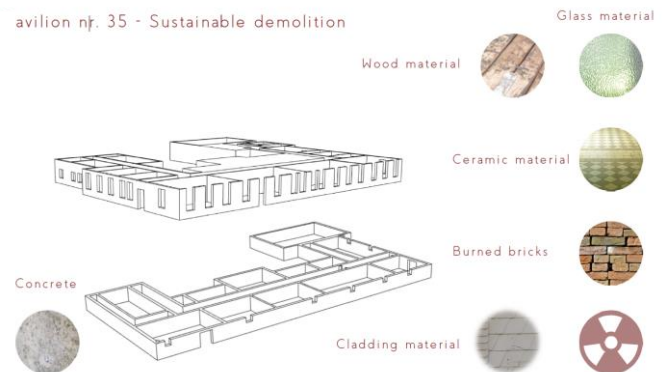 avilion nr. 35 - Sustainable demolition
Glass material
Wood material
Ceramic material
Burned bricks
Concrete
Cladding material